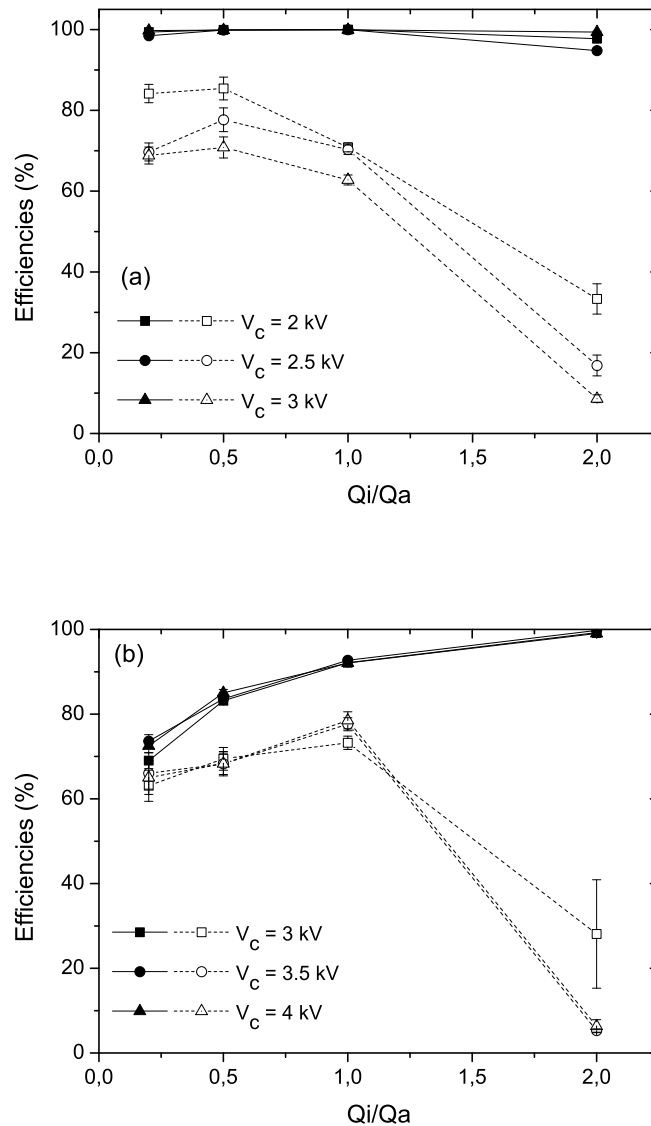 100
80
60
40
20
0
Efficiencies (%)
(a)
V_c = 2 kV
V_c = 2.5 kV
V_c = 3 kV
0,0 0,5 1,0 1,5 2,0
Qi/Qa
100
80
60
40
20
0
Efficiencies (%)
(b)
V_c = 3 kV
V_c = 3.5 kV
V_c = 4 kV
0,0 0,5 1,0 1,5 2,0
Qi/Qa